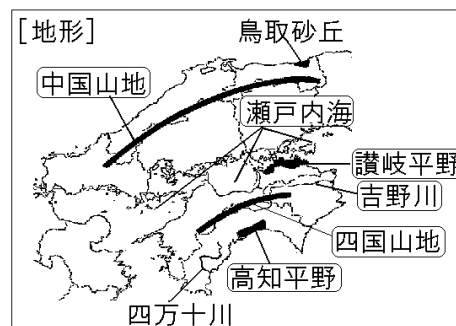 [地形]
鳥取砂丘
中国山地
瀬戸内海
讃岐平野
吉野川
四国山地
高知平野
四万十川